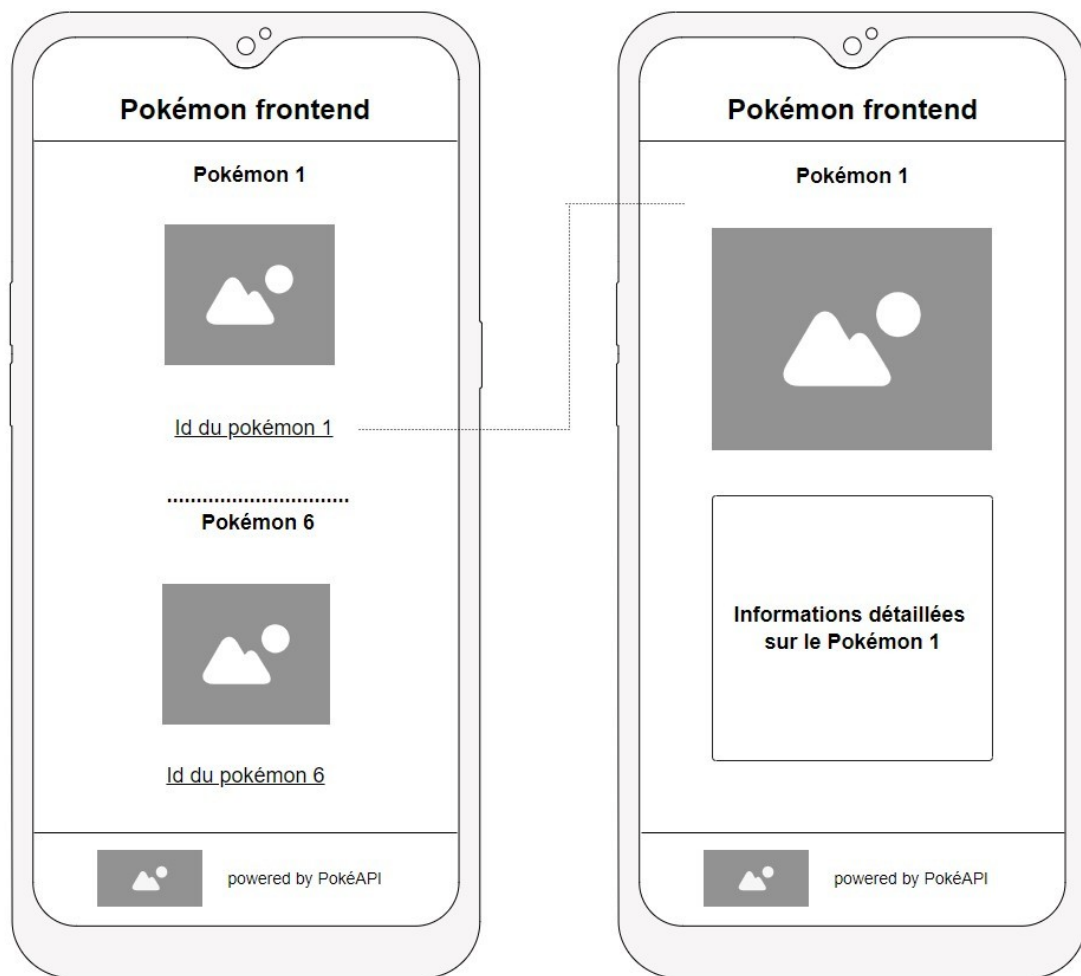 Pokémon frontend
Pokémon 1
Id du pokémon 1
Pokémon 6
Id du pokémon 6
powered by PokéAPI
Pokémon frontend
Pokémon 1
Informations détaillées
sur le Pokémon 1
powered by PokéAPI